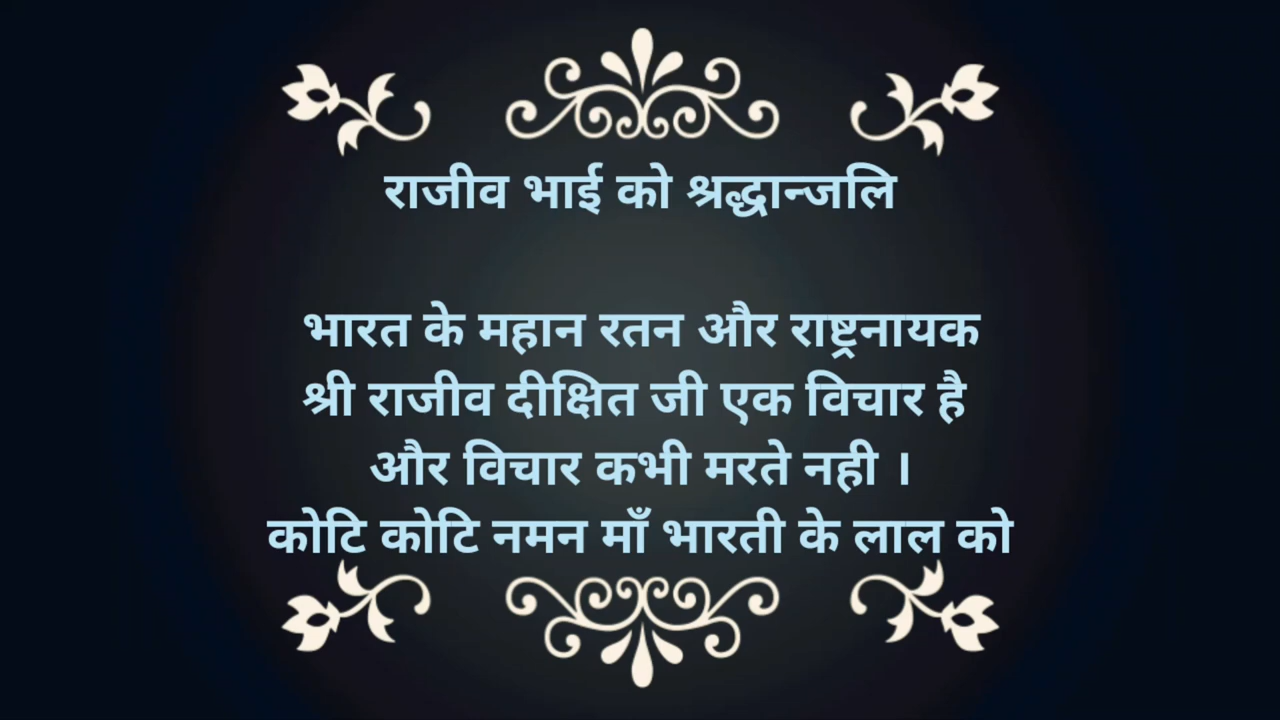 राजीव भाई को श्रद्धान्जलि
भारत के महान रतन और राष्ट्रनायक
श्री राजीव दीक्षित जी एक विचार है
और विचार कभी मरते नही ।
कोटि कोटि नमन माँ भारती के लाल को